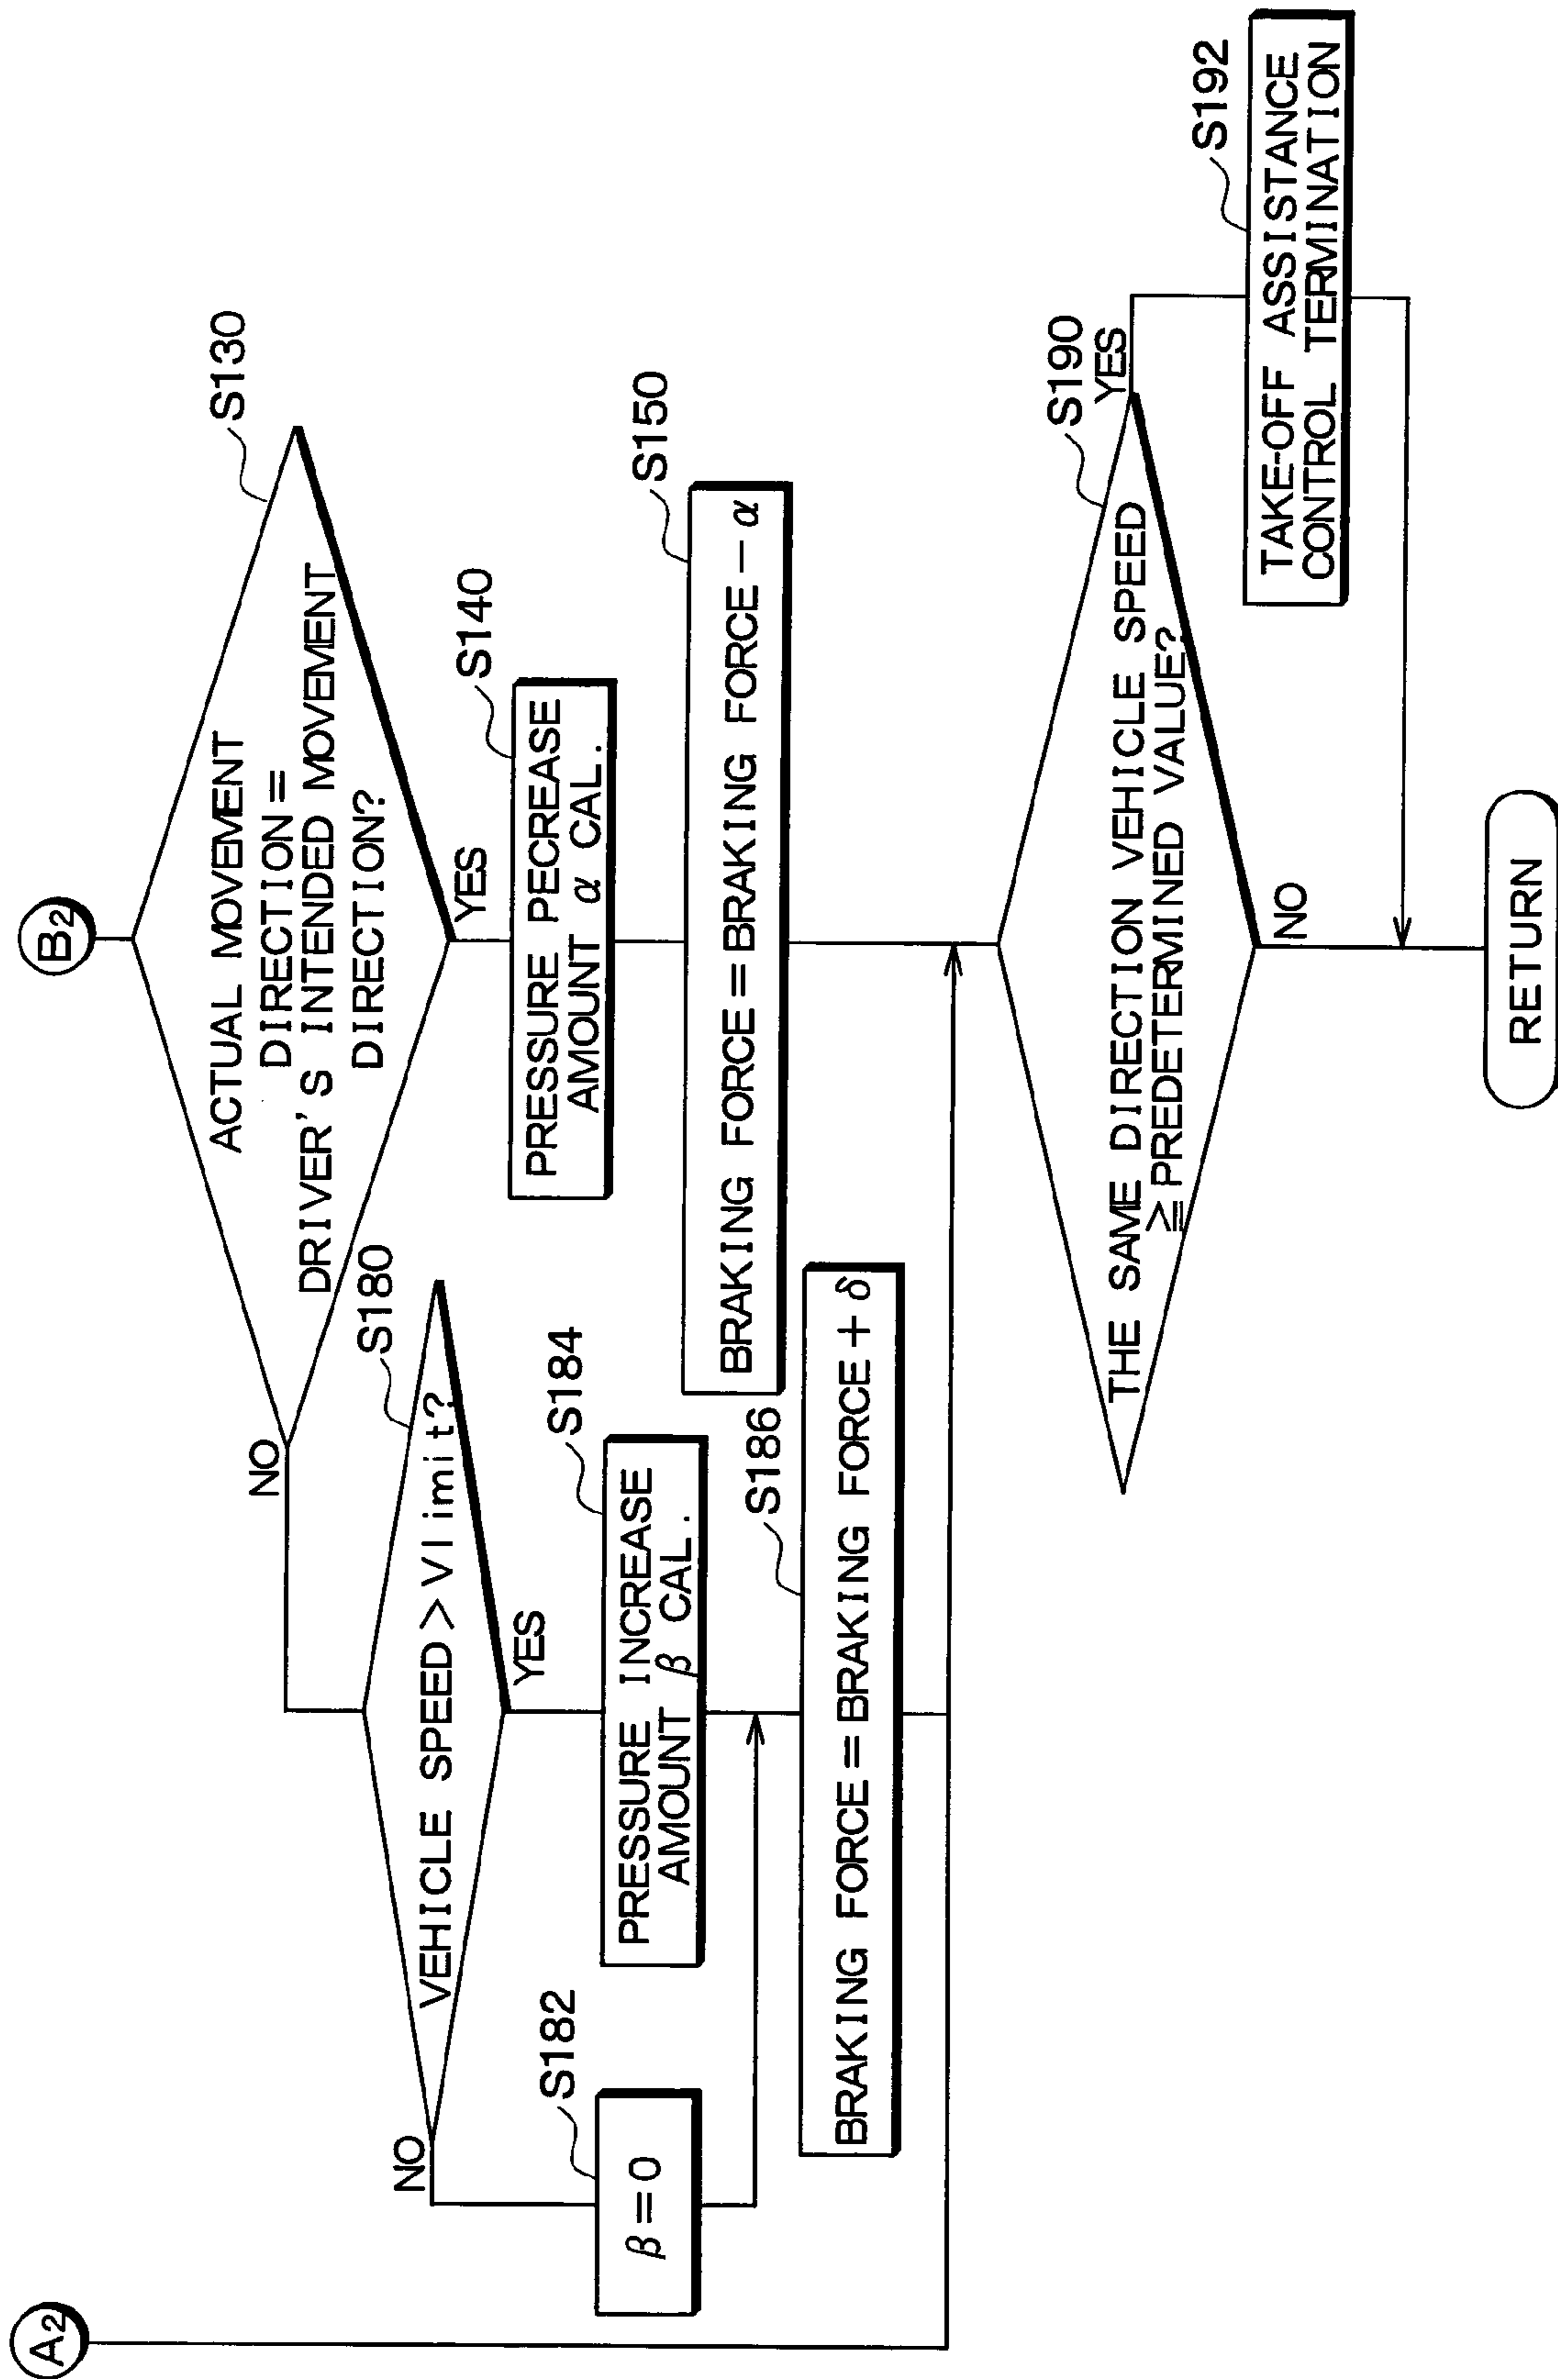 A2
B2
S130
ACTUAL MOVEMENT
DIRECTION =
DRIVER'S INTENDED MOVEMENT
DIRECTION?
NO
YES
S180
VEHICLE SPEED > Vlimit?
NO
YES
S140
PRESSURE PECREASE
AMOUNT α CAL.
S182
β = 0
S184
PRESSURE INCREASE
AMOUNT β CAL.
S150
BRAKING FORCE = BRAKING FORCE − α
S186
BRAKING FORCE = BRAKING FORCE + δ
S190
THE SAME DIRECTION VEHICLE SPEED
≧ PREDETERMINED VALUE?
YES
NO
S192
TAKE-OFF ASSISTANCE
CONTROL TERMINATION
RETURN